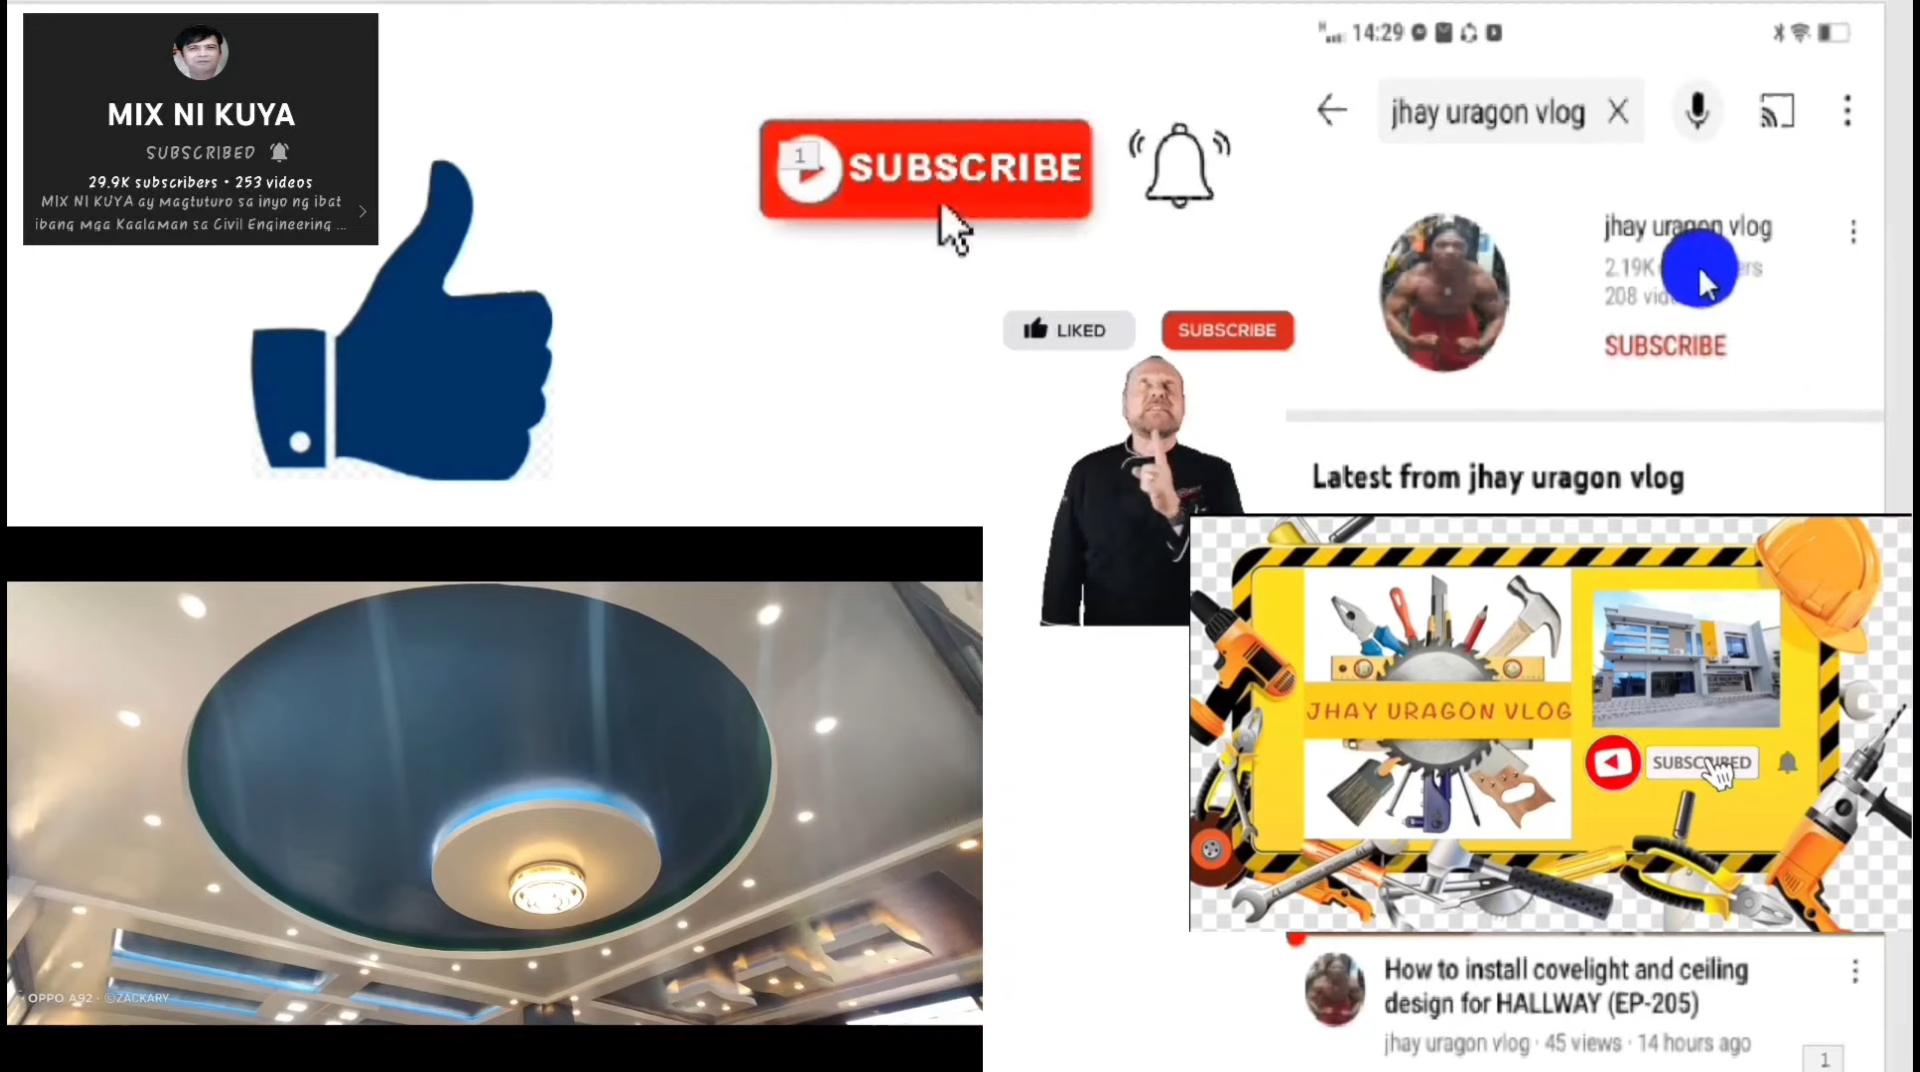 MIX NI KUYA
SUBSCRIBED
29.9K subscribers • 253 videos
MIX NI KUYA ay Magtuturo sa inyo ng ibat
ibang mga Kaalaman sa Civil Engineering ...
1
SUBSCRIBE
LIKED
SUBSCRIBE
14:29
jhay uragon vlog
jhay uragon vlog
2.19K
208
SUBSCRIBE
Latest from jhay uragon vlog
JHAY URAGON VLOG
SUBSCRIBED
OPPO A92 · ©ZACKARY
How to install covelight and ceiling
design for HALLWAY (EP-205)
jhay uragon vlog · 45 views · 14 hours ago
1